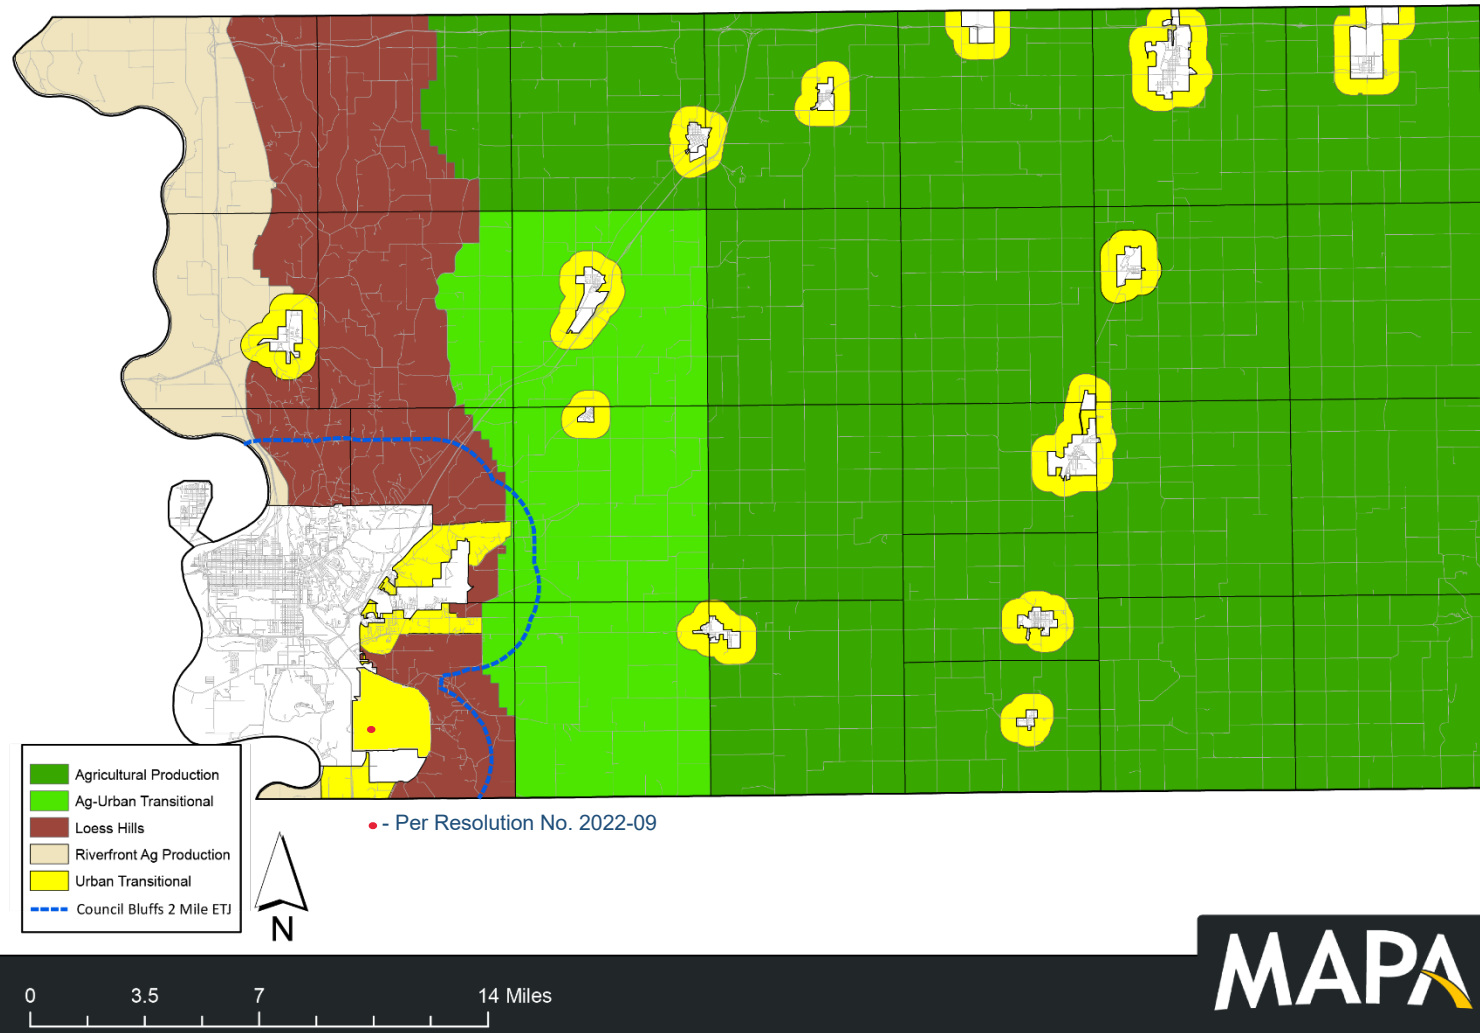 Agricultural Production
Ag-Urban Transitional
Loess Hills
Riverfront Ag Production
Urban Transitional
Council Bluffs 2 Mile ETJ
- Per Resolution No. 2022-09
N
0 3.5 7 14 Miles
MAPA